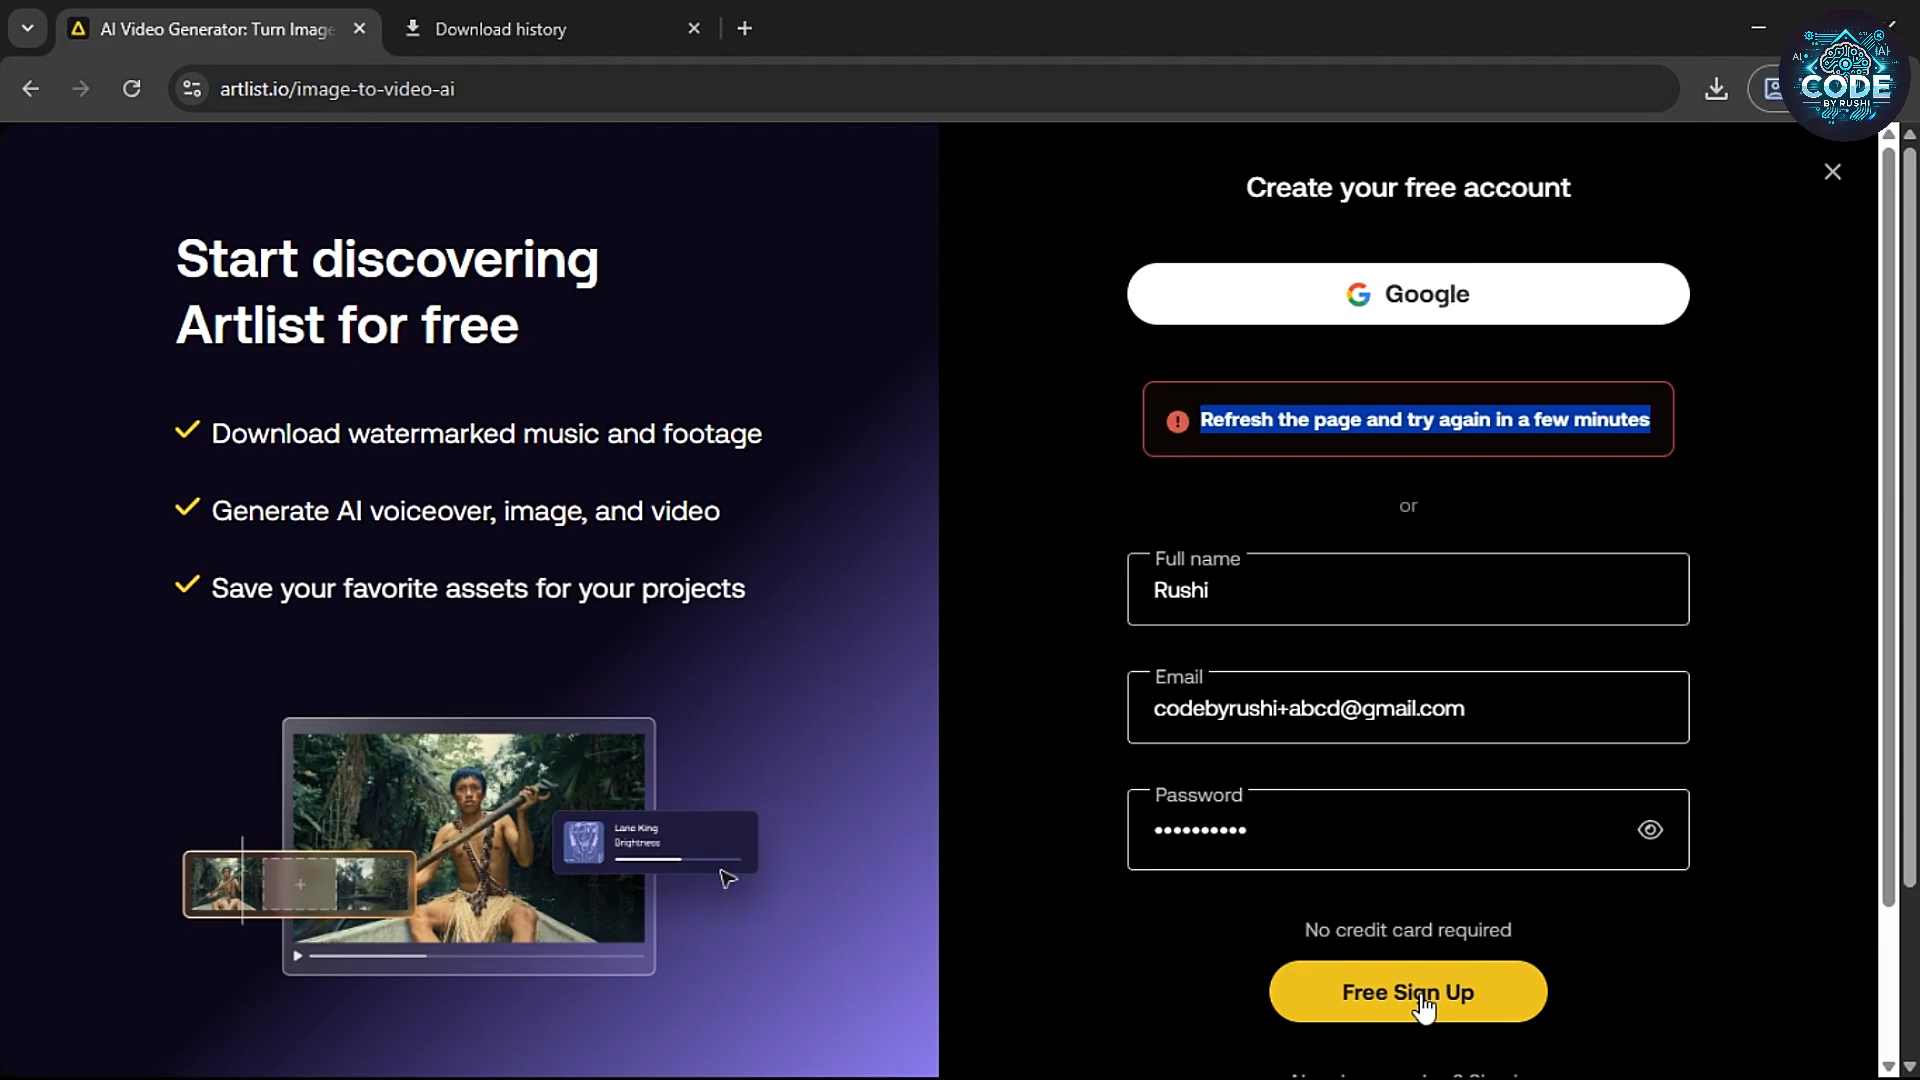 AI Video Generator: Turn Image
Download history
artlist.io/image-to-video-ai
CODE
BY RUSHI
Create your free account
Start discovering
Artlist for free
Google
Refresh the page and try again in a few minutes
Download watermarked music and footage
Generate AI voiceover, image, and video
Save your favorite assets for your projects
or
Full name
Rushi
Email
codebyrushi+abcd@gmail.com
Password
Lane King
Brightness
No credit card required
Free Sign Up